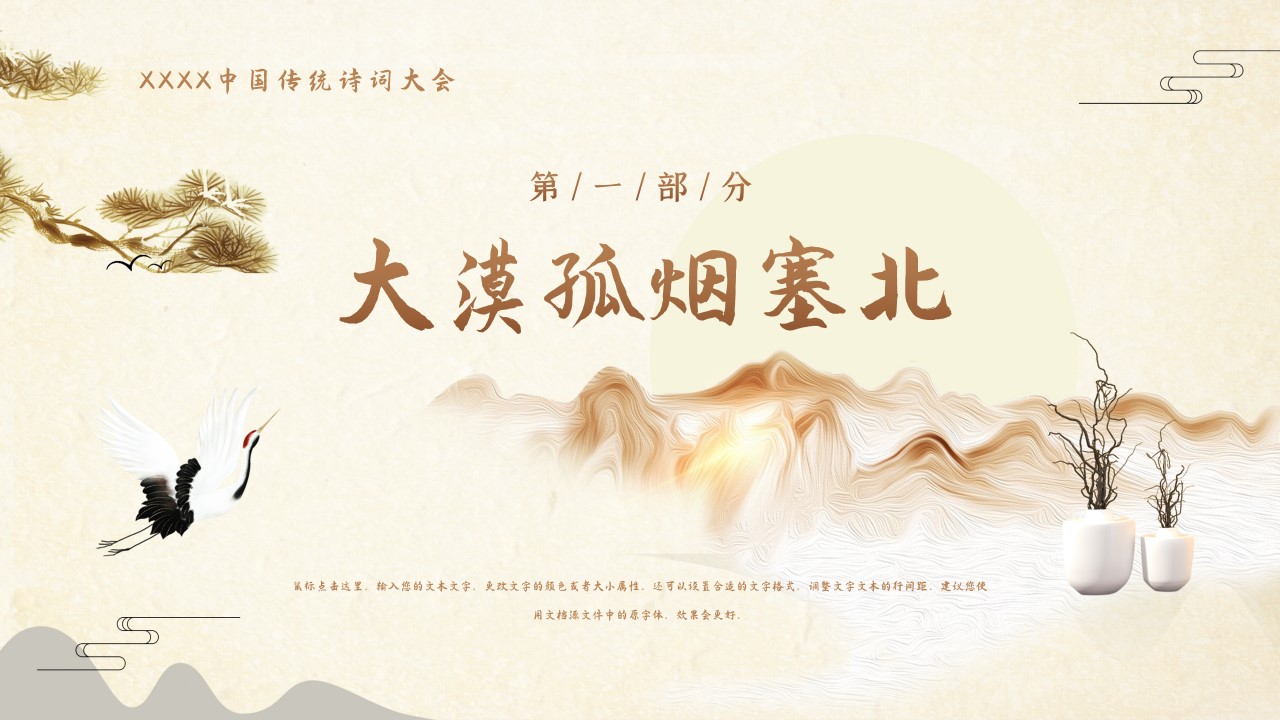 XXXX中国传统诗词大会
第/一/部/分
大漠孤烟塞北
鼠标点击这里，输入您的文本文字，更改文字的颜色或者大小属性，还可以设置合适的文字格式，调整文字文本的行间距，建议您使
用文档源文件中的原字体，效果会更好。